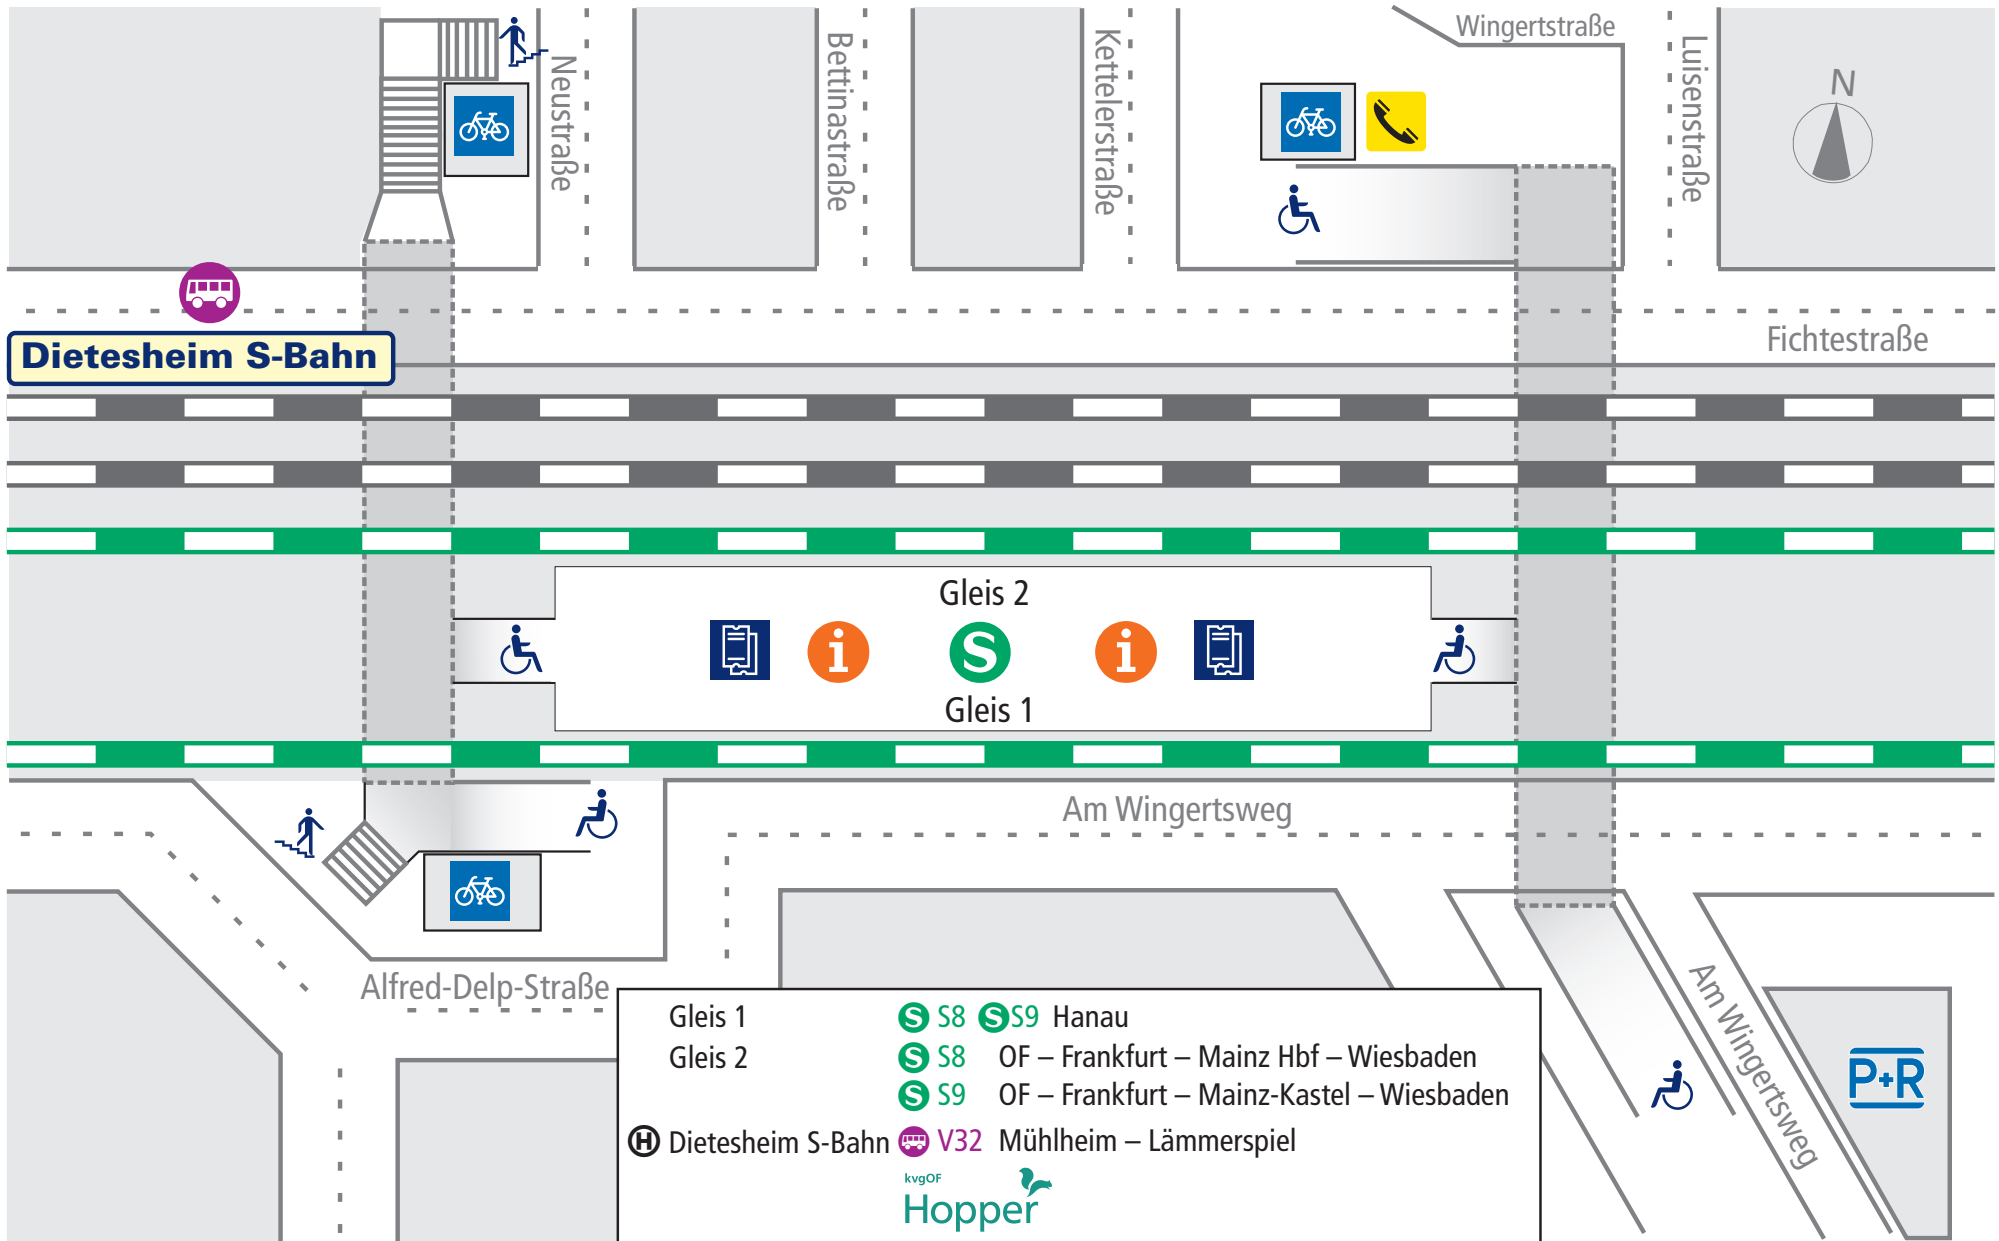 Wingertstraße
Neustraße
Bettinastraße
Kettelerstraße
Luisenstraße
N
Dietesheim S-Bahn
Fichtestraße
Gleis 2
i
S
i
Gleis 1
Am Wingertsweg
Alfred-Delp-Straße
Am Wingertsweg
P+R
Gleis 1 S S8 S S9 Hanau
Gleis 2 S S8 OF – Frankfurt – Mainz Hbf – Wiesbaden
S S9 OF – Frankfurt – Mainz-Kastel – Wiesbaden
H Dietesheim S-Bahn V32 Mühlheim – Lämmerspiel
kvgOF
Hopper